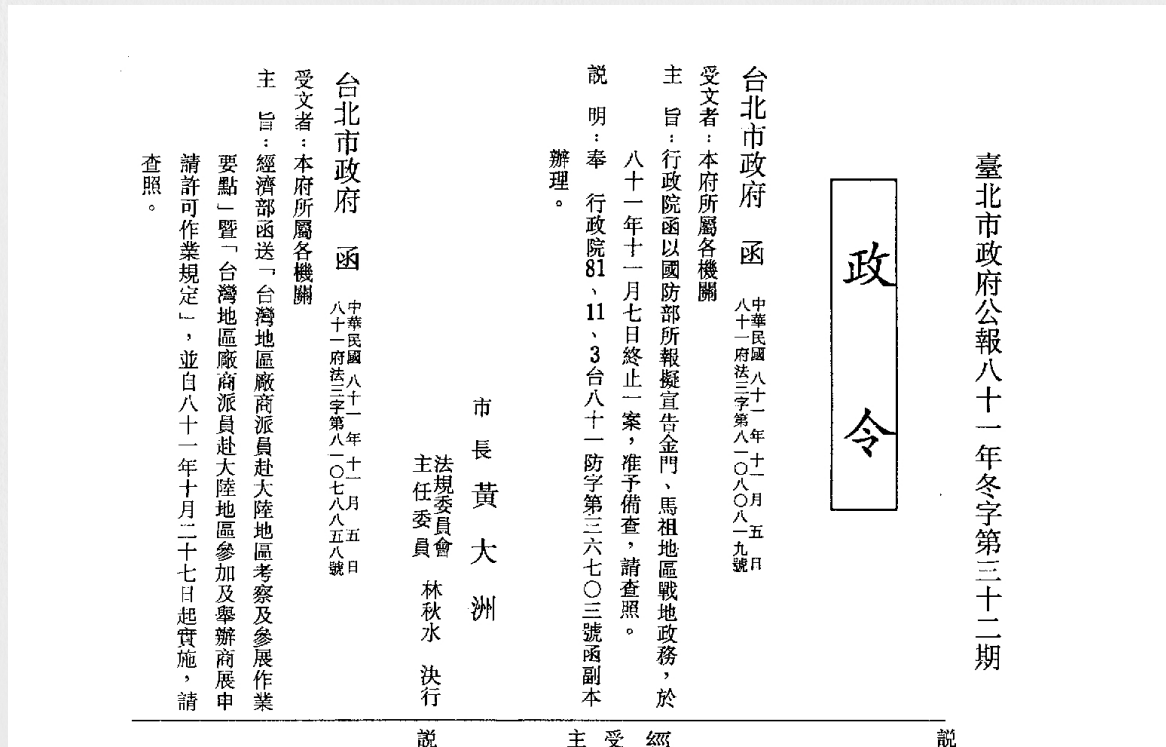 臺北市政府公報八十一年冬字第三十二期
政令
台北市政府 函
中華民國八十一年十一月五日
八十一府法三字第八一〇八〇八一九號
受文者:本府所屬各機關
主 旨:行政院函以國防部所報擬宣告金門、馬祖地區戰地政務,於
八十一年十一月七日終止一案,准予備查,請查照。
説 明:奉 行政院81、11、3台八十一防字第三六七〇三號函副本
辦理。
市長 黃大洲
法規委員會
主任委員 林秋水 決行
台北市政府 函
中華民國八十一年十一月五日
八十一府法三字第八一〇七八八五八號
受文者:本府所屬各機關
主 旨:經濟部函送「台灣地區廠商派員赴大陸地區考察及參展作業
要點」暨「台灣地區廠商派員赴大陸地區參加及舉辦商展申
請許可作業規定」,並自八十一年十月二十七日起實施,請
查照。
説
經
受
主
説